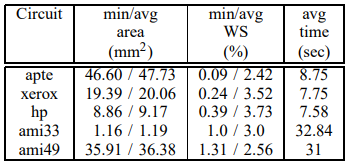 Circuit min/avg min/avg avg
area WS time
(mm²) (%) (sec)
apte 46.60 / 47.73 0.09 / 2.42 8.75
xerox 19.39 / 20.06 0.24 / 3.52 7.75
hp 8.86 / 9.17 0.39 / 3.73 7.58
ami33 1.16 / 1.19 1.0 / 3.0 32.84
ami49 35.91 / 36.38 1.31 / 2.56 31